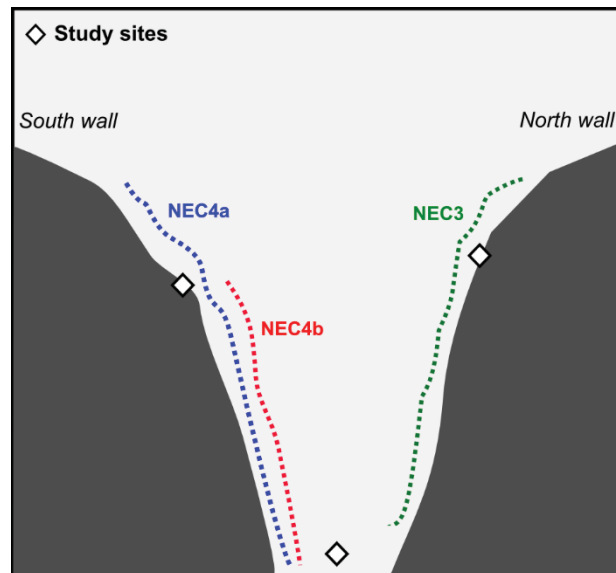 Study sites
South wall
North wall
NEC4a
NEC3
NEC4b